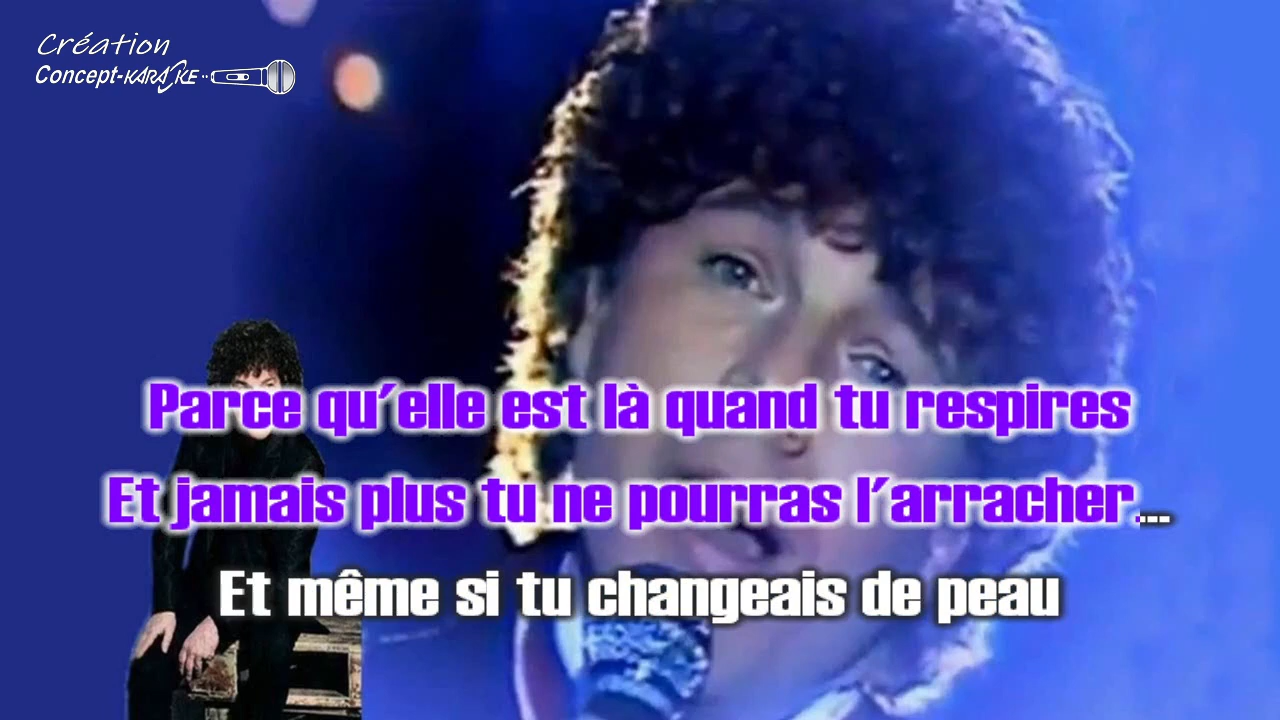 Création
Concept-KARAOKE
Parce qu'elle est là quand tu respires
Et jamais plus tu ne pourras l'arracher...
Et même si tu changeais de peau